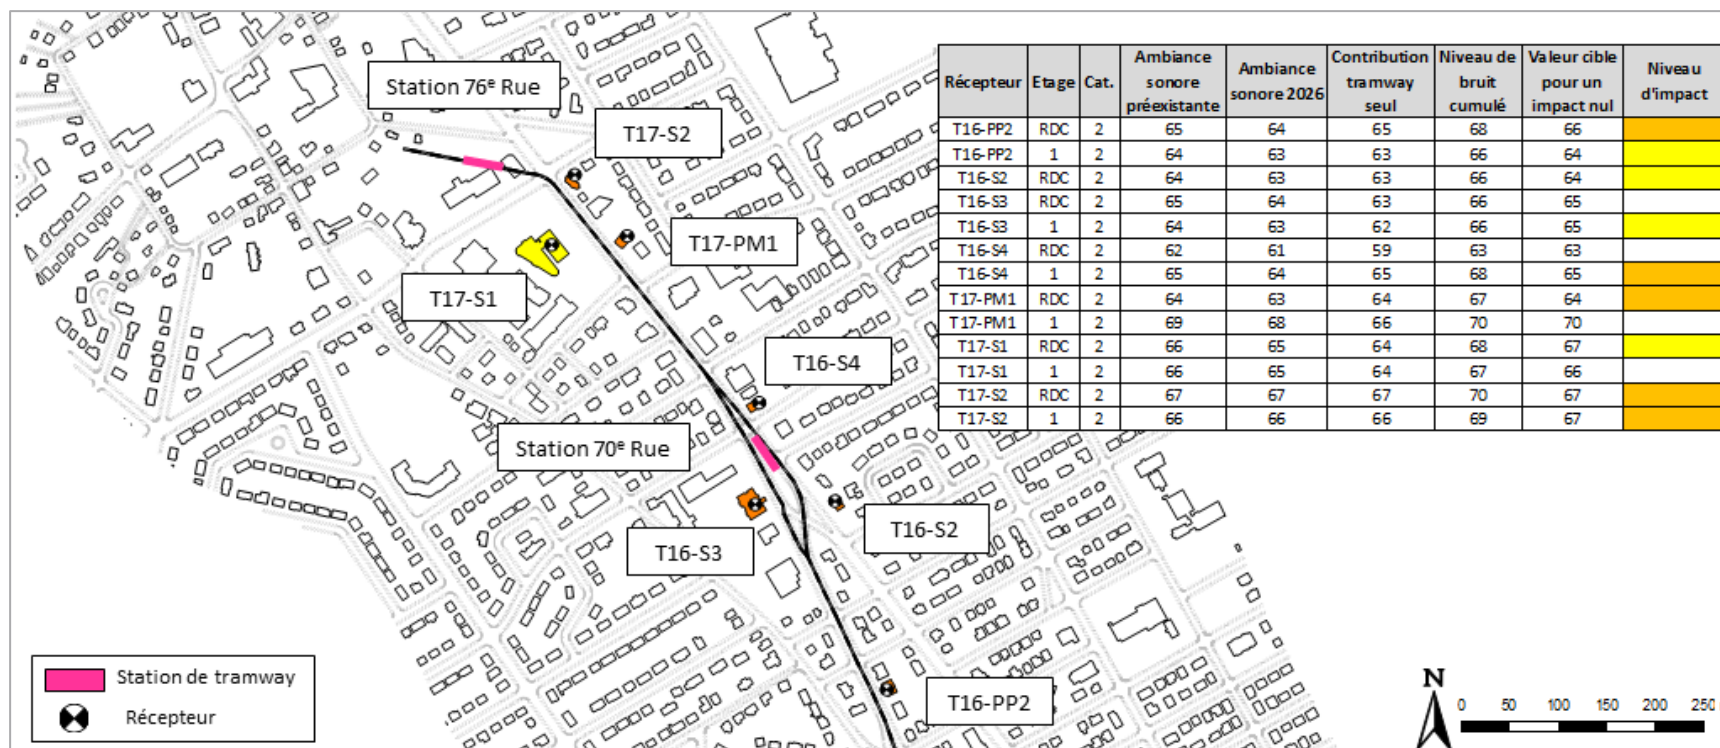 Station 76e Rue
T17-S2
T17-PM1
T17-S1
T16-S4
Station 70e Rue
T16-S2
T16-S3
T16-PP2
Station de tramway
Récepteur
N
0 50 100 150 200 250
Récepteur Etage Cat. Ambiance sonore préexistante Ambiance sonore 2026 Contribution tramway seul Niveau de bruit cumulé Valeur cible pour un impact nul Niveau d'impact
T16-PP2 RDC 2 65 64 65 68 66
T16-PP2 1 2 64 63 63 66 64
T16-S2 RDC 2 64 63 63 66 64
T16-S3 RDC 2 65 64 63 66 65
T16-S3 1 2 64 63 62 66 65
T16-S4 RDC 2 62 61 59 63 63
T16-S4 1 2 65 64 65 68 65
T17-PM1 RDC 2 64 63 64 67 64
T17-PM1 1 2 69 68 66 70 70
T17-S1 RDC 2 66 65 64 68 67
T17-S1 1 2 66 65 64 67 66
T17-S2 RDC 2 67 67 67 70 67
T17-S2 1 2 66 66 66 69 67